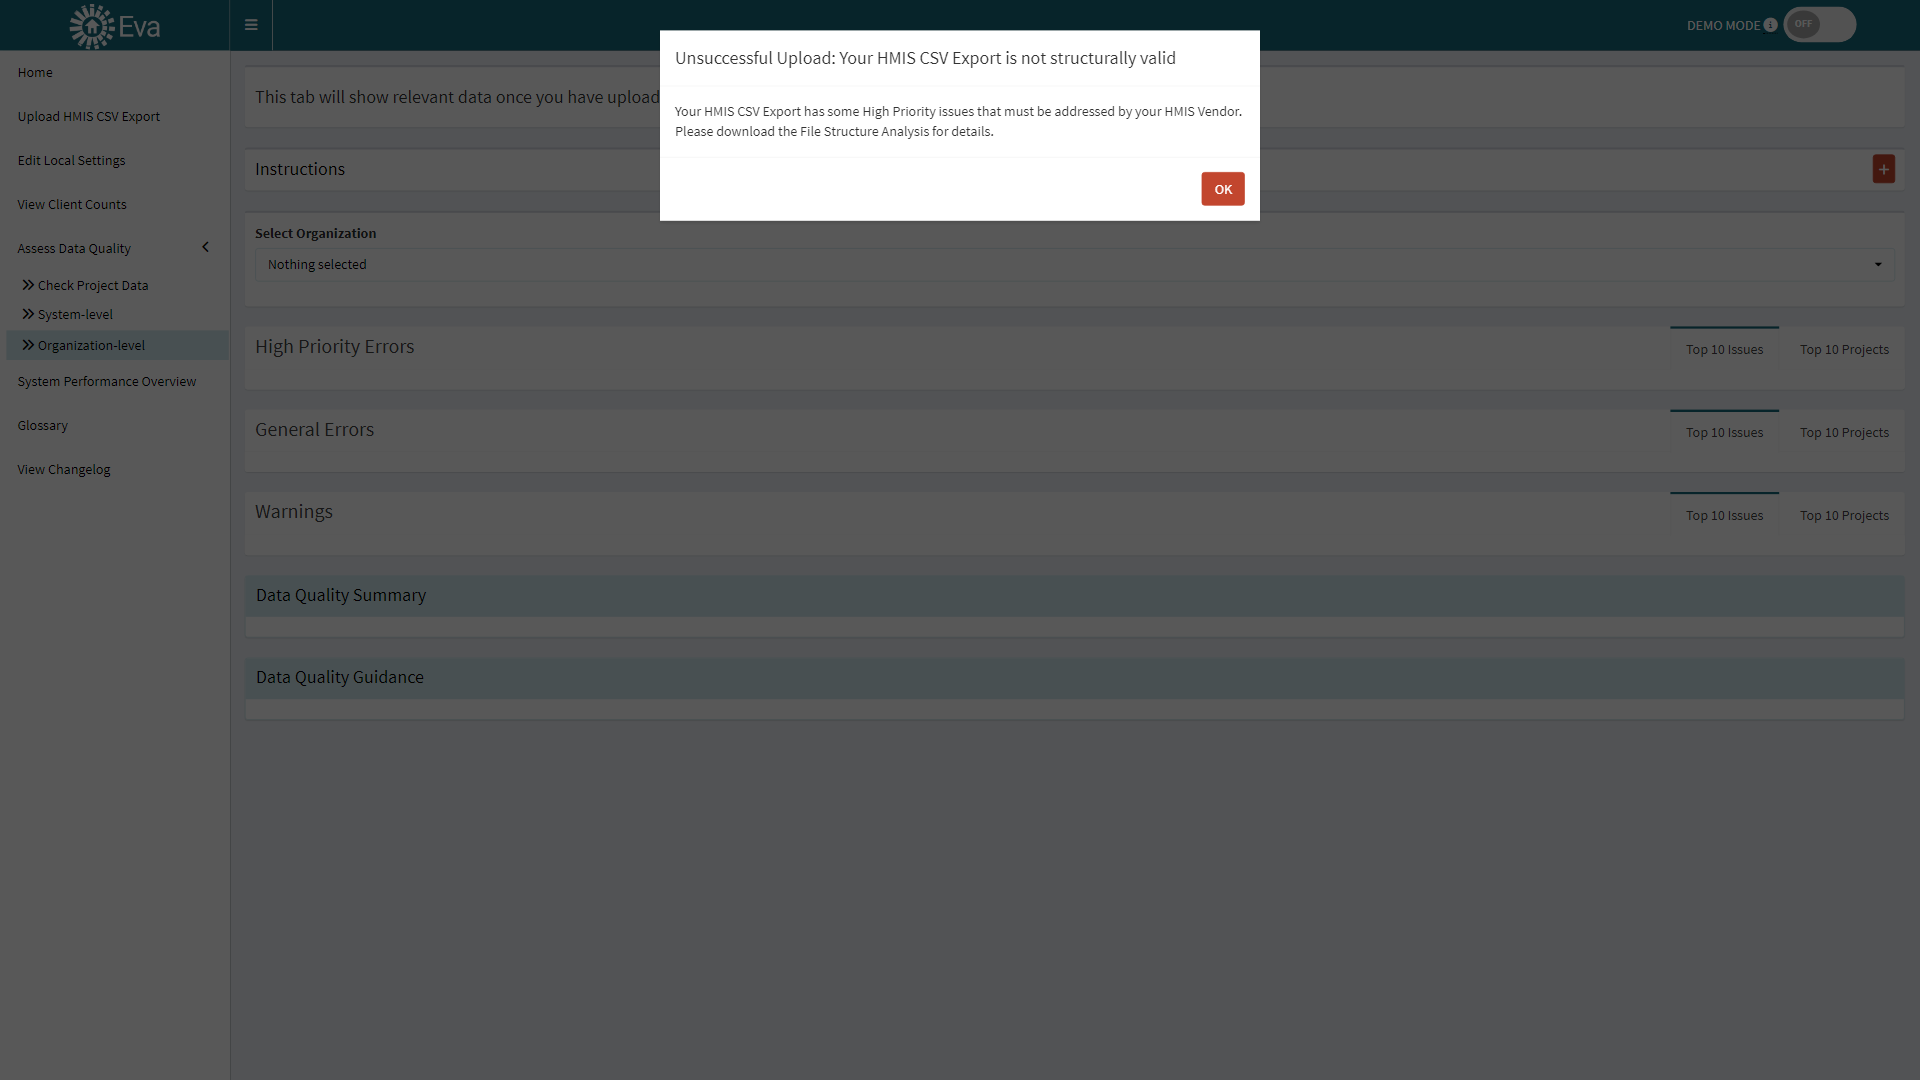 Eva
DEMO MODE
OFF
Home
Upload HMIS CSV Export
Edit Local Settings
View Client Counts
Assess Data Quality
Check Project Data
System-level
Organization-level
System Performance Overview
Glossary
View Changelog
Unsuccessful Upload: Your HMIS CSV Export is not structurally valid
Your HMIS CSV Export has some High Priority issues that must be addressed by your HMIS Vendor.
Please download the File Structure Analysis for details.
OK
This tab will show relevant data once you have upload
Instructions
Select Organization
Nothing selected
High Priority Errors
Top 10 Issues
Top 10 Projects
General Errors
Top 10 Issues
Top 10 Projects
Warnings
Top 10 Issues
Top 10 Projects
Data Quality Summary
Data Quality Guidance